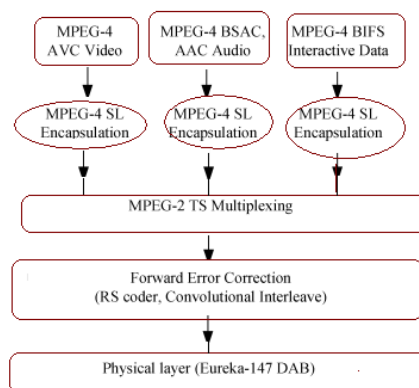 MPEG-4
AVC Video
MPEG-4 BSAC,
AAC Audio
MPEG-4 BIFS
Interactive Data
MPEG-4 SL
Encapsulation
MPEG-4 SL
Encapsulation
MPEG-4 SL
Encapsulation
MPEG-2 TS Multiplexing
Forward Error Correction
(RS coder, Convolutional Interleave)
Physical layer (Eureka-147 DAB)